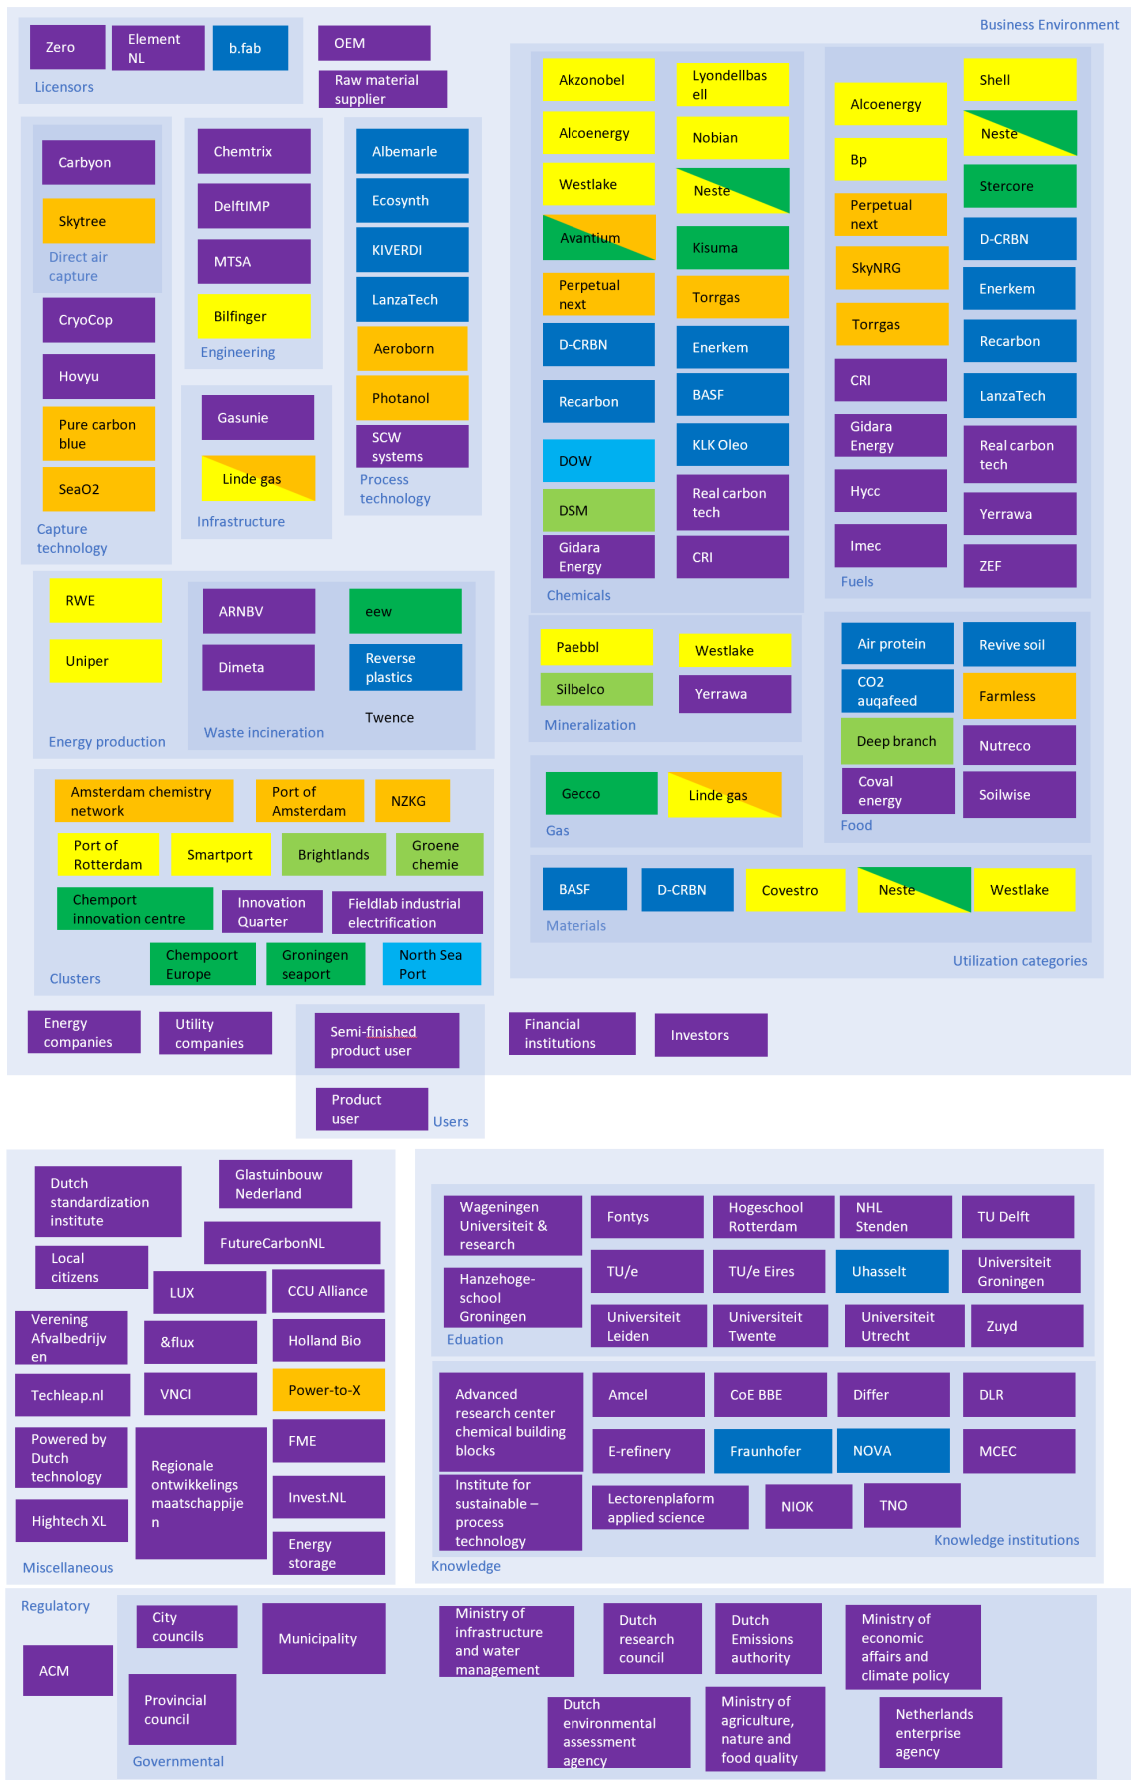 Business Environment
Zero
Element
NL
b.fab
Licensors
OEM
Raw material
supplier
Carbyon
Skytree
Direct air
capture
CryoCop
Hovyu
Pure carbon
blue
SeaO2
Capture
technology
Chemtrix
DelftIMP
MTSA
Bilfinger
Engineering
Gasunie
Linde gas
Infrastructure
Albemarle
Ecosynth
KIVERDI
LanzaTech
Aeroborn
Photanol
SCW
systems
Process
technology
Akzonobel
Lyondellbas
ell
Alcoenergy
Nobian
Westlake
Neste
Avantium
Kisuma
Perpetual
next
Torrgas
D-CRBN
Enerkem
Recarbon
BASF
DOW
KLK Oleo
DSM
Real carbon
tech
Gidara
Energy
CRI
Chemicals
Shell
Alcoenergy
Neste
Bp
Stercore
Perpetual
next
D-CRBN
SkyNRG
Enerkem
Torrgas
Recarbon
CRI
LanzaTech
Gidara
Energy
Real carbon
tech
Hycc
Yerrawa
Imec
ZEF
Fuels
RWE
Uniper
Energy production
ARNBV
eew
Dimeta
Reverse
plastics
Twence
Waste incineration
Paebbl
Westlake
Silbelco
Yerrawa
Mineralization
Air protein
Revive soil
CO2
auqafeed
Farmless
Deep branch
Nutreco
Coval
energy
Soilwise
Food
Gecco
Linde gas
Gas
Amsterdam chemistry
network
Port of
Amsterdam
NZKG
Port of
Rotterdam
Smartport
Brightlands
Groene
chemie
Chemport
innovation centre
Innovation
Quarter
Fieldlab industrial
electrification
Chempoort
Europe
Groningen
seaport
North Sea
Port
Clusters
BASF
D-CRBN
Covestro
Neste
Westlake
Materials
Utilization categories
Energy
companies
Utility
companies
Semi-finished
product user
Product
user
Users
Financial
institutions
Investors
Dutch
standardization
institute
Glastuinbouw
Nederland
FutureCarbonNL
Local
citizens
LUX
CCU Alliance
Verening
Afvalbedrijv
en
&flux
Holland Bio
Techleap.nl
VNCI
Power-to-X
Powered by
Dutch
technology
Regionale
ontwikkelings
maatschappije
n
FME
Invest.NL
Hightech XL
Energy
storage
Miscellaneous
Wageningen
Universiteit &
research
Fontys
Hogeschool
Rotterdam
NHL
Stenden
TU Delft
Hanzehoge-
school
Groningen
TU/e
TU/e Eires
Uhasselt
Universiteit
Groningen
Universiteit
Leiden
Universiteit
Twente
Universiteit
Utrecht
Zuyd
Eduation
Advanced
research center
chemical building
blocks
Amcel
CoE BBE
Differ
DLR
E-refinery
Fraunhofer
NOVA
MCEC
Institute for
sustainable –
process
technology
Lectorenplaform
applied science
NIOK
TNO
Knowledge institutions
Knowledge
Regulatory
ACM
City
councils
Municipality
Provincial
council
Ministry of
infrastructure
and water
management
Dutch
research
council
Dutch
Emissions
authority
Ministry of
economic
affairs and
climate policy
Dutch
environmental
assessment
agency
Ministry of
agriculture,
nature and
food quality
Netherlands
enterprise
agency
Governmental